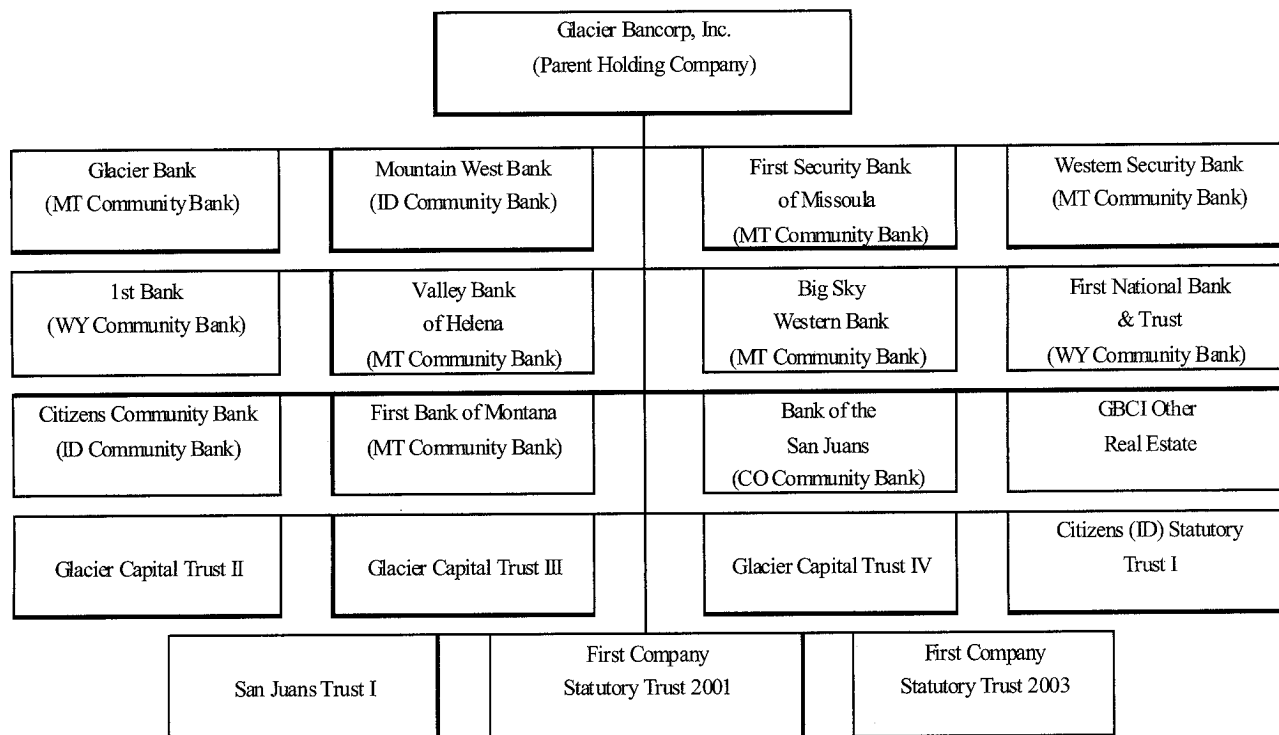 Glacier Bancorp, Inc.
(Parent Holding Company)
Glacier Bank
(MT Community Bank)
Mountain West Bank
(ID Community Bank)
First Security Bank
of Missoula
(MT Community Bank)
Western Security Bank
(MT Community Bank)
1st Bank
(WY Community Bank)
Valley Bank
of Helena
(MT Community Bank)
Big Sky
Western Bank
(MT Community Bank)
First National Bank
& Trust
(WY Community Bank)
Citizens Community Bank
(ID Community Bank)
First Bank of Montana
(MT Community Bank)
Bank of the
San Juans
(CO Community Bank)
GBCI Other
Real Estate
Glacier Capital Trust II
Glacier Capital Trust III
Glacier Capital Trust IV
Citizens (ID) Statutory
Trust I
San Juans Trust I
First Company
Statutory Trust 2001
First Company
Statutory Trust 2003